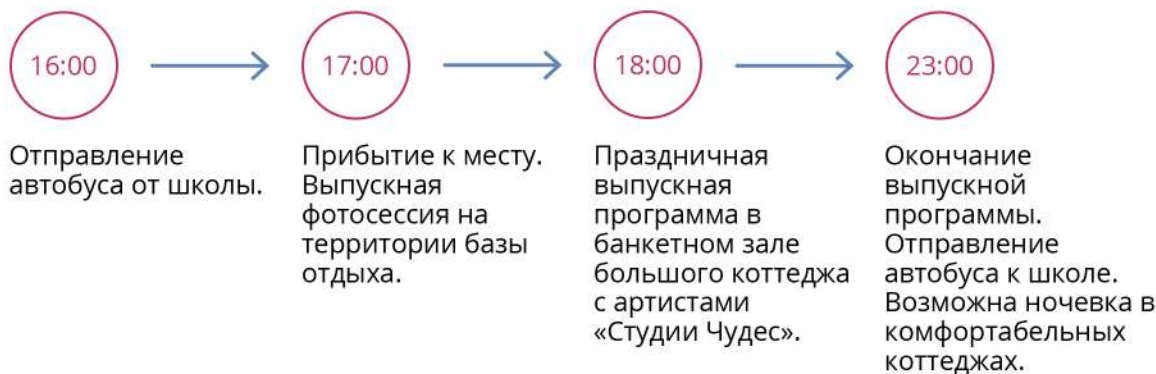 16:00
17:00
18:00
23:00
Отправление
автобуса от школы.
Прибытие к месту.
Выпускная
фотосессия на
территории базы
отдыха.
Праздничная
выпускная
программа в
банкетном зале
большого коттеджа
с артистами
«Студии Чудес».
Окончание
выпускной
программы.
Отправление
автобуса к школе.
Возможна ночевка в
комфортабельных
коттеджах.